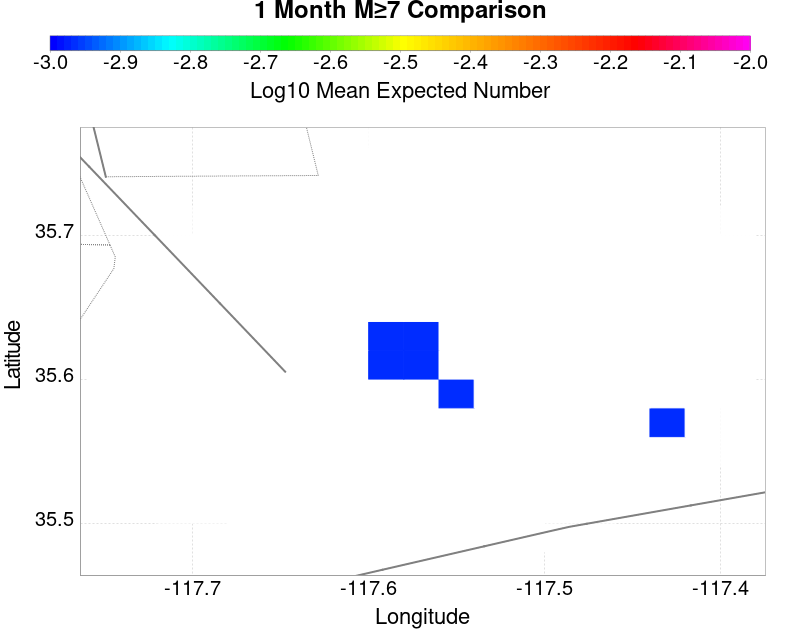 1 Month M≥7 Comparison
-3.0 -2.9 -2.8 -2.7 -2.6 -2.5 -2.4 -2.3 -2.2 -2.1 -2.0
Log10 Mean Expected Number
35.7
35.6
35.5
Latitude
-117.7 -117.6 -117.5 -117.4
Longitude